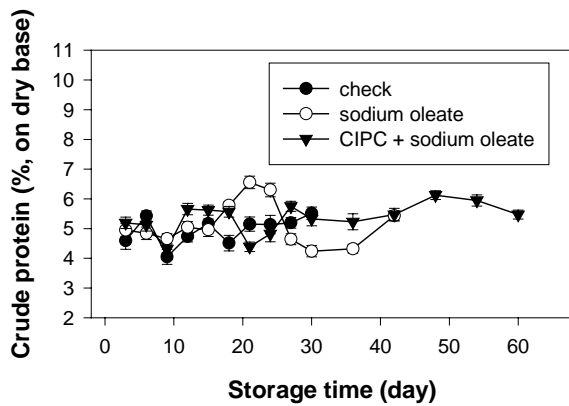 Crude protein (%, on dry base)
11
10
9
8
7
6
5
4
3
2
check
sodium oleate
CIPC + sodium oleate
0 10 20 30 40 50 60
Storage time (day)